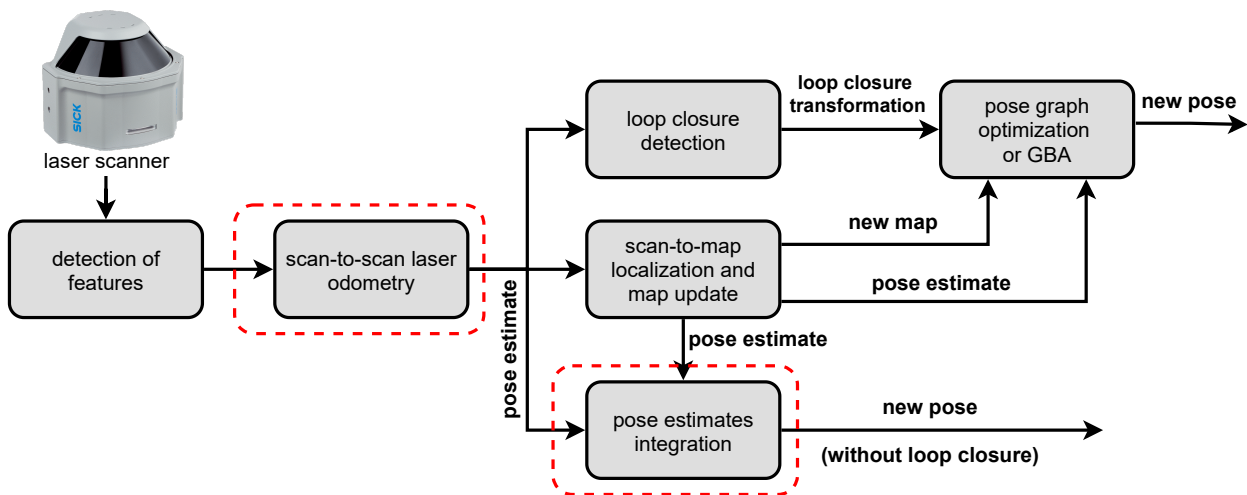 SICK
laser scanner
detection of
features
scan-to-scan laser
odometry
pose estimate
loop closure
detection
loop closure
transformation
pose graph
optimization
or GBA
new pose
scan-to-map
localization and
map update
new map
pose estimate
pose estimate
pose estimates
integration
new pose
(without loop closure)